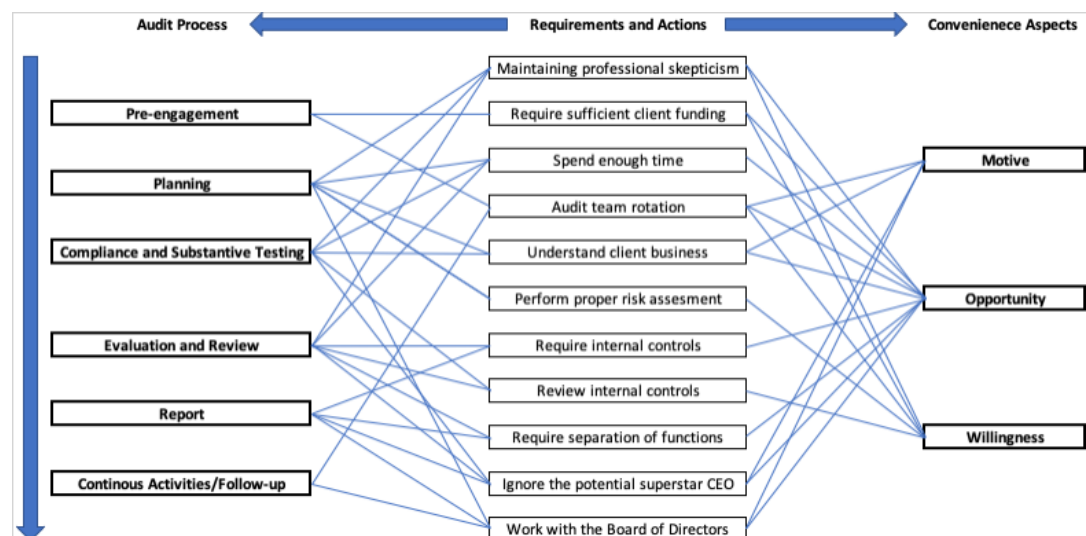 Audit Process
Requirements and Actions
Convenienece Aspects
Pre-engagement
Planning
Compliance and Substantive Testing
Evaluation and Review
Report
Continous Activities/Follow-up
Maintaining professional skepticism
Require sufficient client funding
Spend enough time
Audit team rotation
Understand client business
Perform proper risk assesment
Require internal controls
Review internal controls
Require separation of functions
Ignore the potential superstar CEO
Work with the Board of Directors
Motive
Opportunity
Willingness